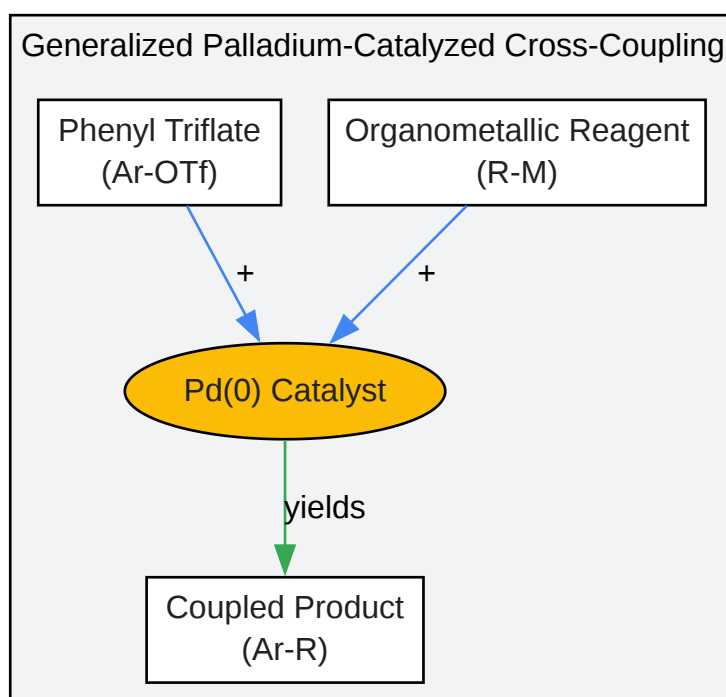 Generalized Palladium-Catalyzed Cross-Coupling
Phenyl Triflate
(Ar-OTf)
Organometallic Reagent
(R-M)
+
+
Pd(0) Catalyst
yields
Coupled Product
(Ar-R)